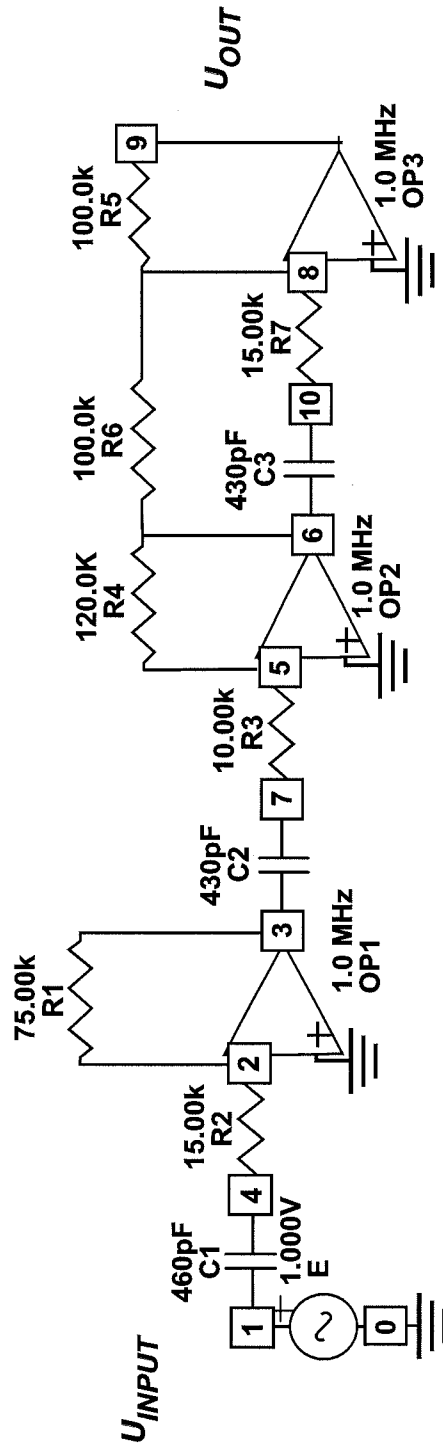 U_INPUT
1
0
460pF
C1
1.000V
E
+
4
15.00k
R2
2
75.00k
R1
+
3
1.0 MHz
OP1
430pF
C2
7
10.00k
R3
5
120.0K
R4
+
6
1.0 MHz
OP2
100.0k
R6
430pF
C3
10
15.00k
R7
8
100.0k
R5
+
9
1.0 MHz
OP3
U_OUT